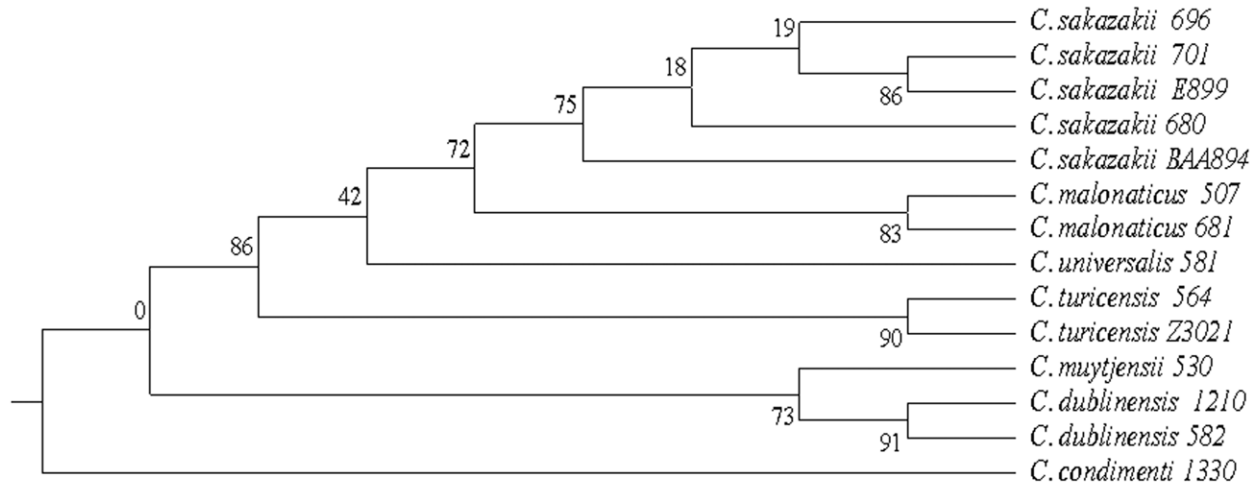 19
C. sakazakii 696
C. sakazakii 701
18
86
C. sakazakii E899
75
C. sakazakii 680
72
C. sakazakii BAA894
42
C. malonaticus 507
83
C. malonaticus 681
86
C. universalis 581
0
C. turicensis 564
90
C. turicensis Z3021
C. muytjensii 530
73
C. dublinensis 1210
91
C. dublinensis 582
C. condimenti 1330